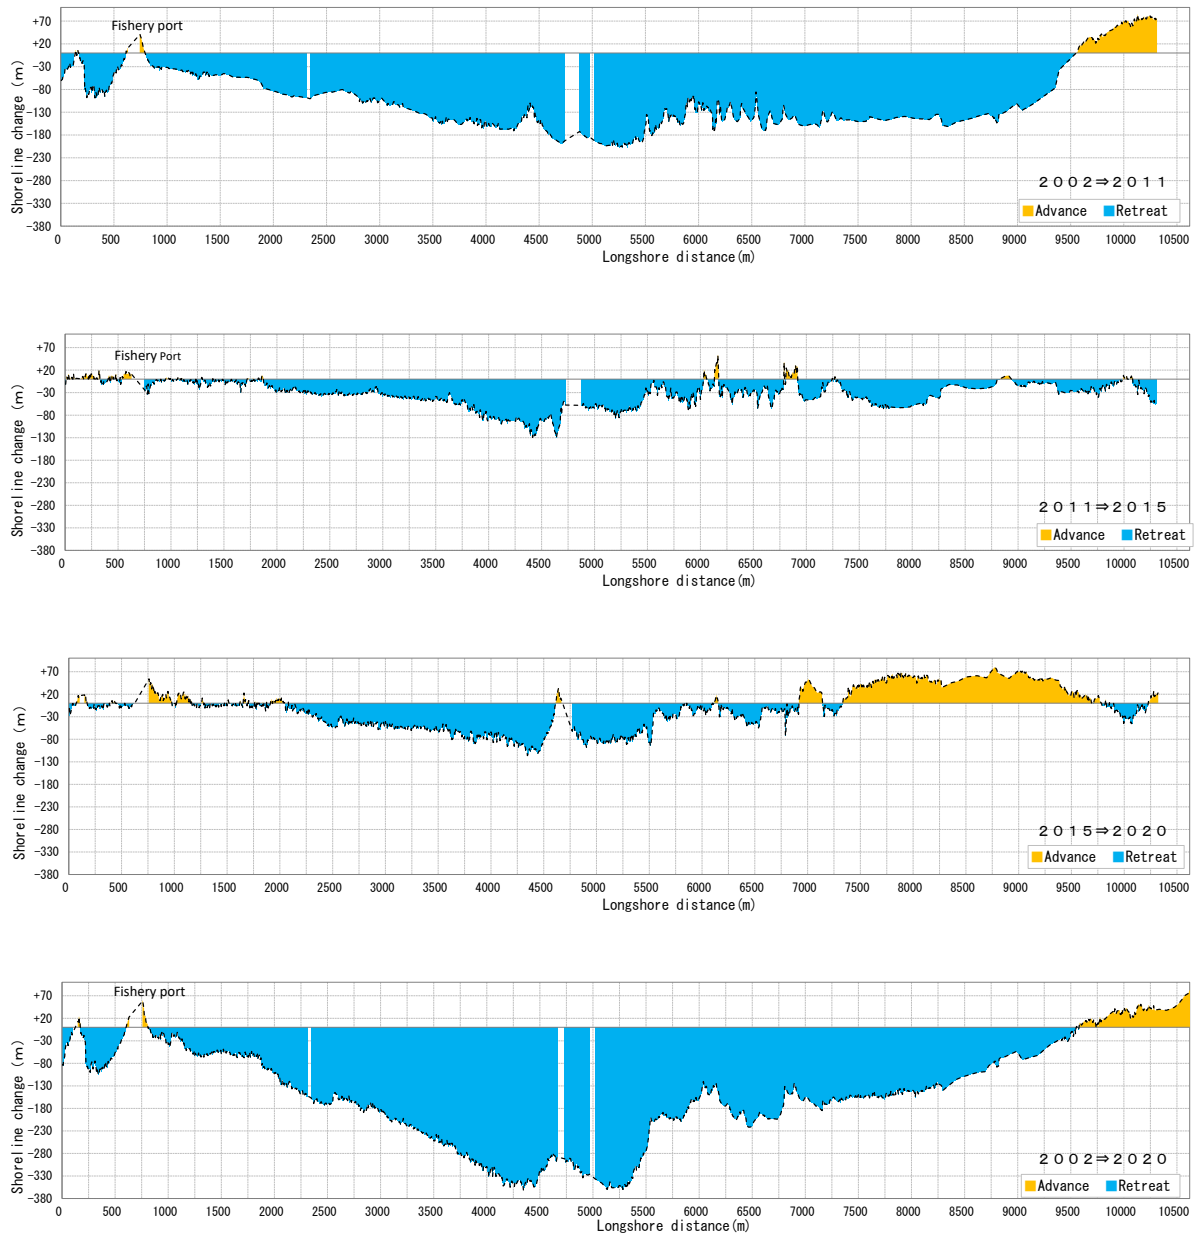 Fishery port
Shoreline change (m)
+70
+20
-30
-80
-130
-180
-230
-280
-330
-380
2002⇒2011
Advance Retreat
0 500 1000 1500 2000 2500 3000 3500 4000 4500 5000 5500 6000 6500 7000 7500 8000 8500 9000 9500 10000 10500
Longshore distance(m)
Fishery Port
Shoreline change (m)
+70
+20
-30
-80
-130
-180
-230
-280
-330
-380
2011⇒2015
Advance Retreat
0 500 1000 1500 2000 2500 3000 3500 4000 4500 5000 5500 6000 6500 7000 7500 8000 8500 9000 9500 10000 10500
Longshore distance(m)
Shoreline change (m)
+70
+20
-30
-80
-130
-180
-230
-280
-330
-380
2015⇒2020
Advance Retreat
0 500 1000 1500 2000 2500 3000 3500 4000 4500 5000 5500 6000 6500 7000 7500 8000 8500 9000 9500 10000 10500
Longshore distance(m)
Fishery port
Shoreline change (m)
+70
+20
-30
-80
-130
-180
-230
-280
-330
-380
2002⇒2020
Advance Retreat
0 500 1000 1500 2000 2500 3000 3500 4000 4500 5000 5500 6000 6500 7000 7500 8000 8500 9000 9500 10000 10500
Longshore distance(m)